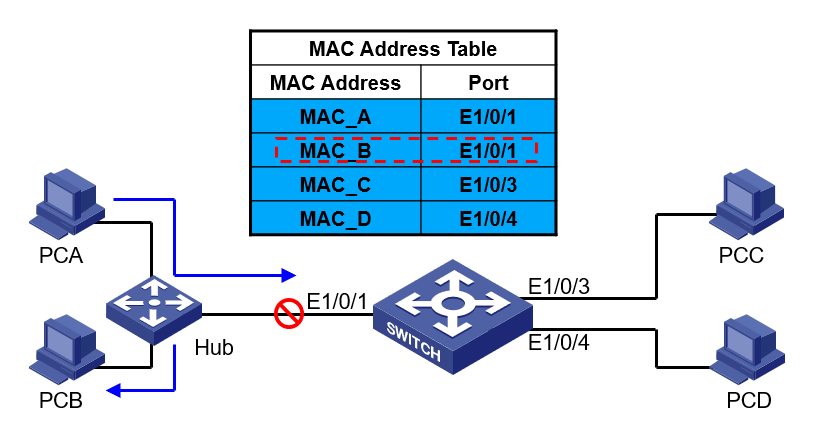 MAC Address Table
MAC Address Port
MAC_A E1/0/1
MAC_B E1/0/1
MAC_C E1/0/3
MAC_D E1/0/4
PCA
PCC
E1/0/1
E1/0/3
SWITCH
Hub
E1/0/4
PCB
PCD